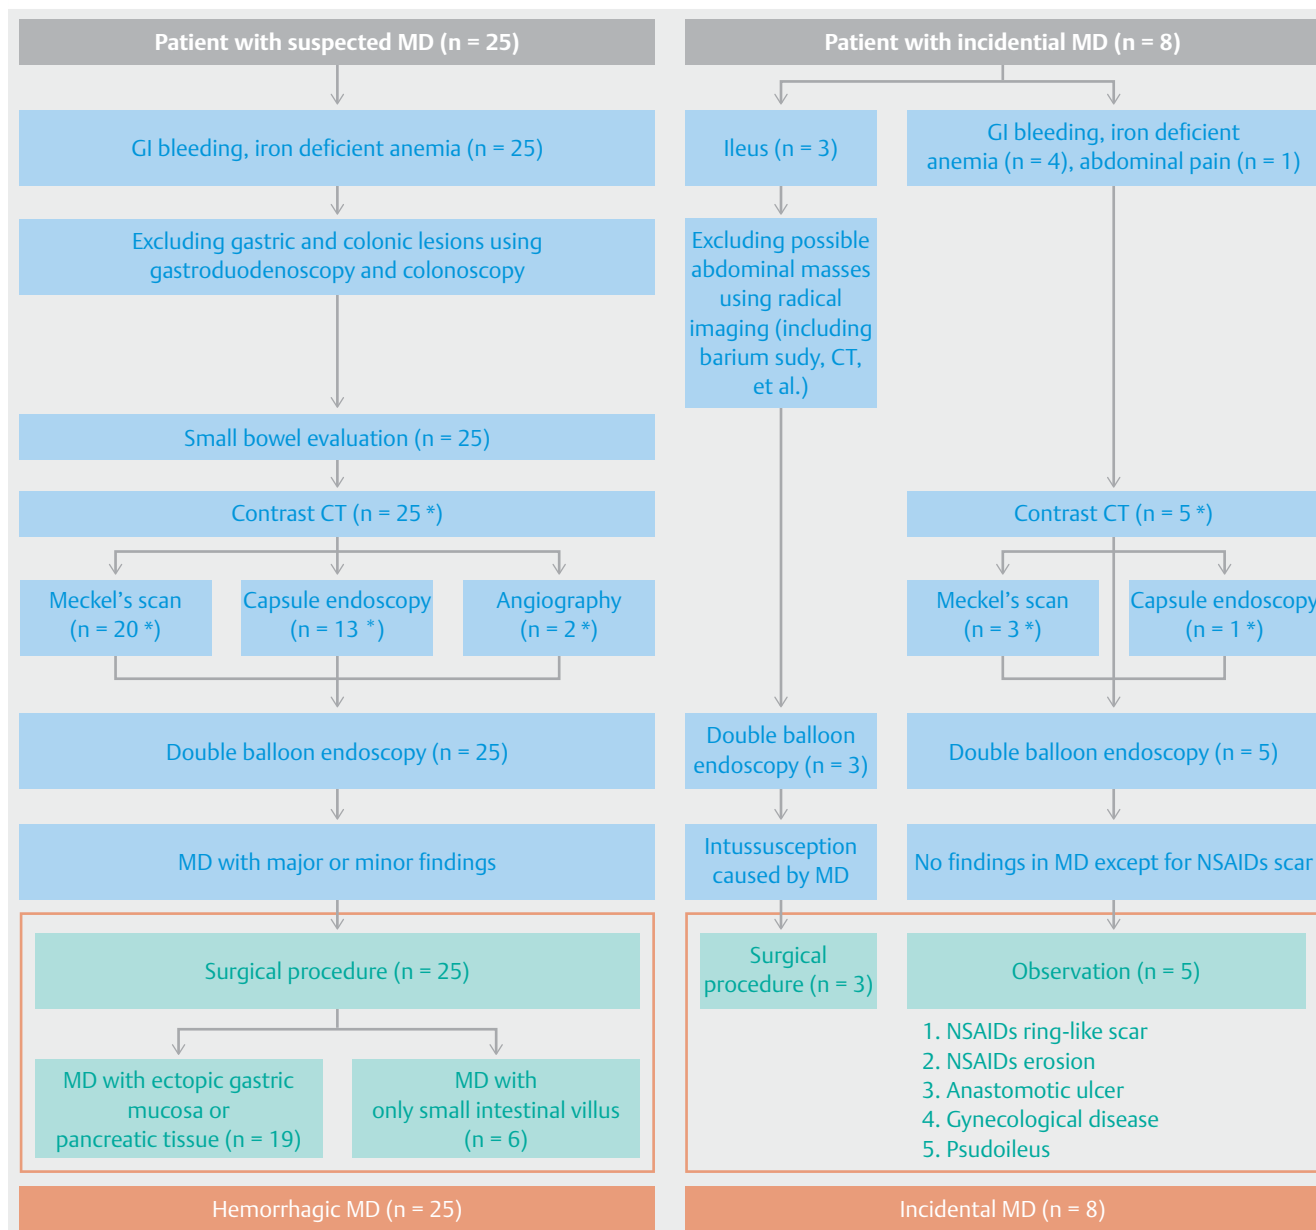 Patient with suspected MD (n = 25)
GI bleeding, iron deficient anemia (n = 25)
Excluding gastric and colonic lesions using
gastroduodenoscopy and colonoscopy
Small bowel evaluation (n = 25)
Contrast CT (n = 25 *)
Meckel's scan
(n = 20 *)
Capsule endoscopy
(n = 13 *)
Angiography
(n = 2 *)
Double balloon endoscopy (n = 25)
MD with major or minor findings
Surgical procedure (n = 25)
MD with ectopic gastric
mucosa or
pancreatic tissue (n = 19)
MD with
only small intestinal villus
(n = 6)
Hemorrhagic MD (n = 25)
Patient with incidential MD (n = 8)
Ileus (n = 3)
Excluding possible
abdominal masses
using radical
imaging (including
barium sudy, CT,
et al.)
Double balloon
endoscopy (n = 3)
Intussusception
caused by MD
Surgical
procedure (n = 3)
GI bleeding, iron deficient
anemia (n = 4), abdominal pain (n = 1)
Contrast CT (n = 5 *)
Meckel's scan
(n = 3 *)
Capsule endoscopy
(n = 1 *)
Double balloon endoscopy (n = 5)
No findings in MD except for NSAIDs scar
Observation (n = 5)
1. NSAIDs ring-like scar
2. NSAIDs erosion
3. Anastomotic ulcer
4. Gynecological disease
5. Psudoileus
Incidental MD (n = 8)